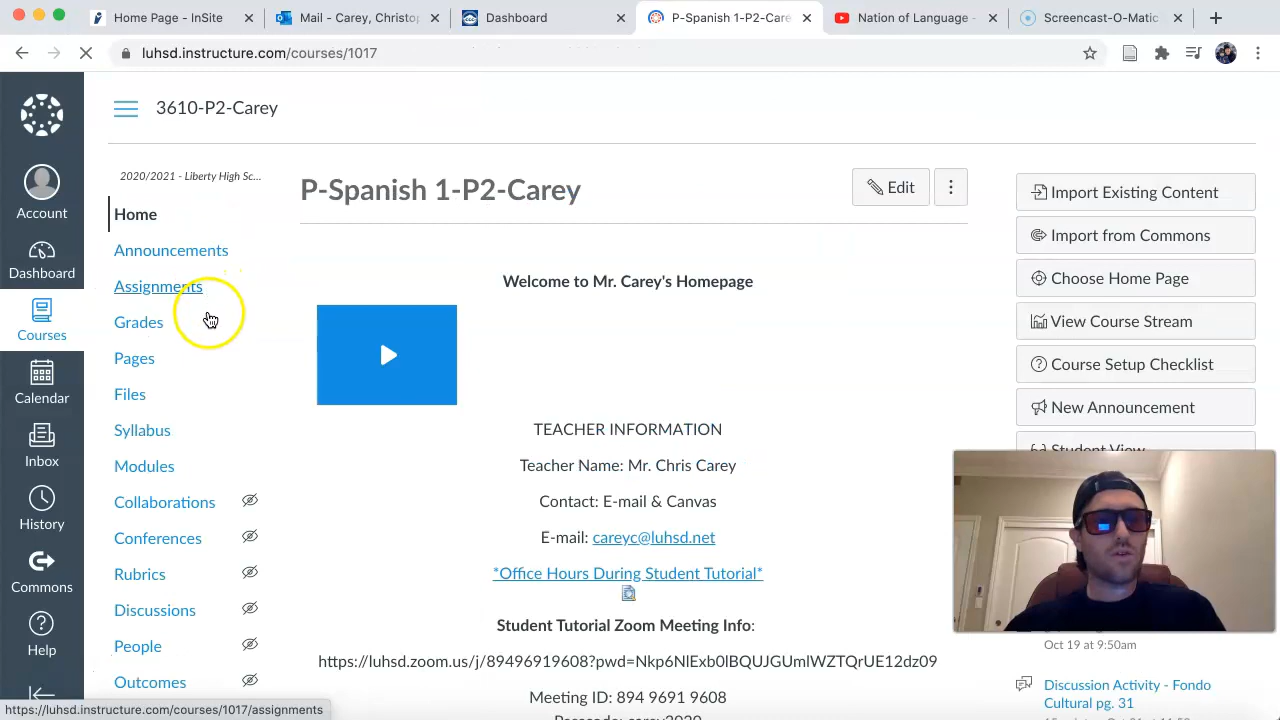 Home Page - InSite
Mail - Carey, Christop
Dashboard
P-Spanish 1-P2-Care
Nation of Language -
Screencast-O-Matic
luhsd.instructure.com/courses/1017
3610-P2-Carey
2020/2021 - Liberty High Sc...
Account
Dashboard
Courses
Calendar
Inbox
History
Commons
Help
Home
Announcements
Assignments
Grades
Pages
Files
Syllabus
Modules
Collaborations
Conferences
Rubrics
Discussions
People
Outcomes
P-Spanish 1-P2-Carey
Edit
Welcome to Mr. Carey's Homepage
TEACHER INFORMATION
Teacher Name: Mr. Chris Carey
Contact: E-mail & Canvas
E-mail: careyc@luhsd.net
*Office Hours During Student Tutorial*
Student Tutorial Zoom Meeting Info:
https://luhsd.zoom.us/j/89496919608?pwd=Nkp6NlExb0lBQUJGUmlWZTQrUE12dz09
Meeting ID: 894 9691 9608
Passcode: carey2020
Import Existing Content
Import from Commons
Choose Home Page
View Course Stream
Course Setup Checklist
New Announcement
Student View
Oct 19 at 9:50am
Discussion Activity - Fondo
Cultural pg. 31
https://luhsd.instructure.com/courses/1017/assignments